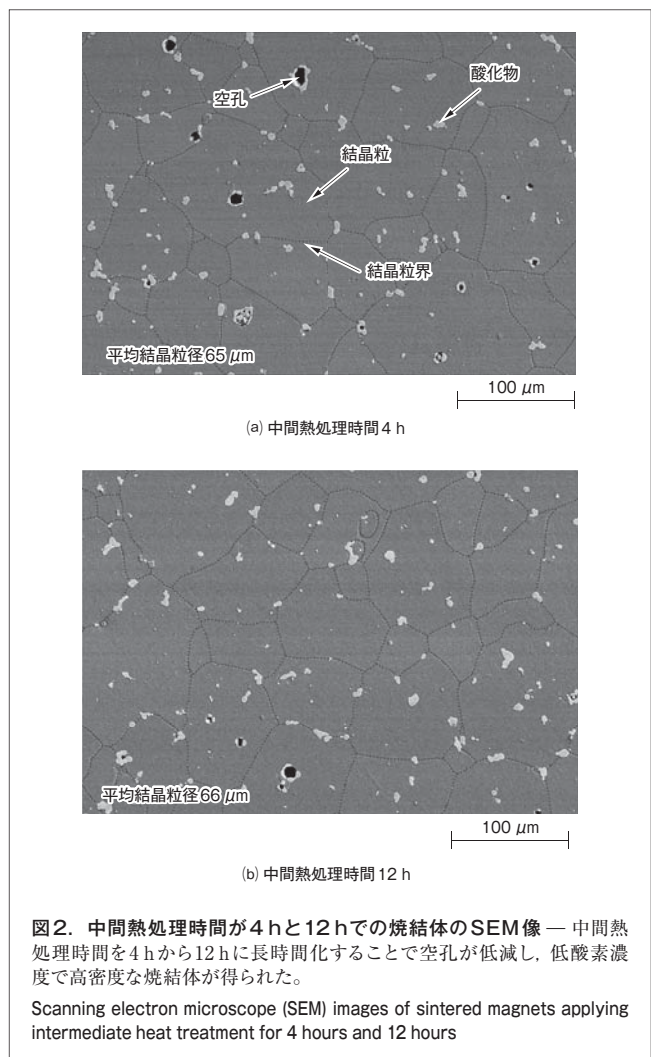 空孔
酸化物
結晶粒
結晶粒界
平均結晶粒径65 μm
100 μm
(a) 中間熱処理時間4 h
平均結晶粒径66 μm
100 μm
(b) 中間熱処理時間12 h
図2. 中間熱処理時間が4hと12hでの焼結体のSEM像 — 中間熱
処理時間を4hから12hに長時間化することで空孔が低減し，低酸素濃
度で高密度な焼結体が得られた。
Scanning electron microscope (SEM) images of sintered magnets applying
intermediate heat treatment for 4 hours and 12 hours